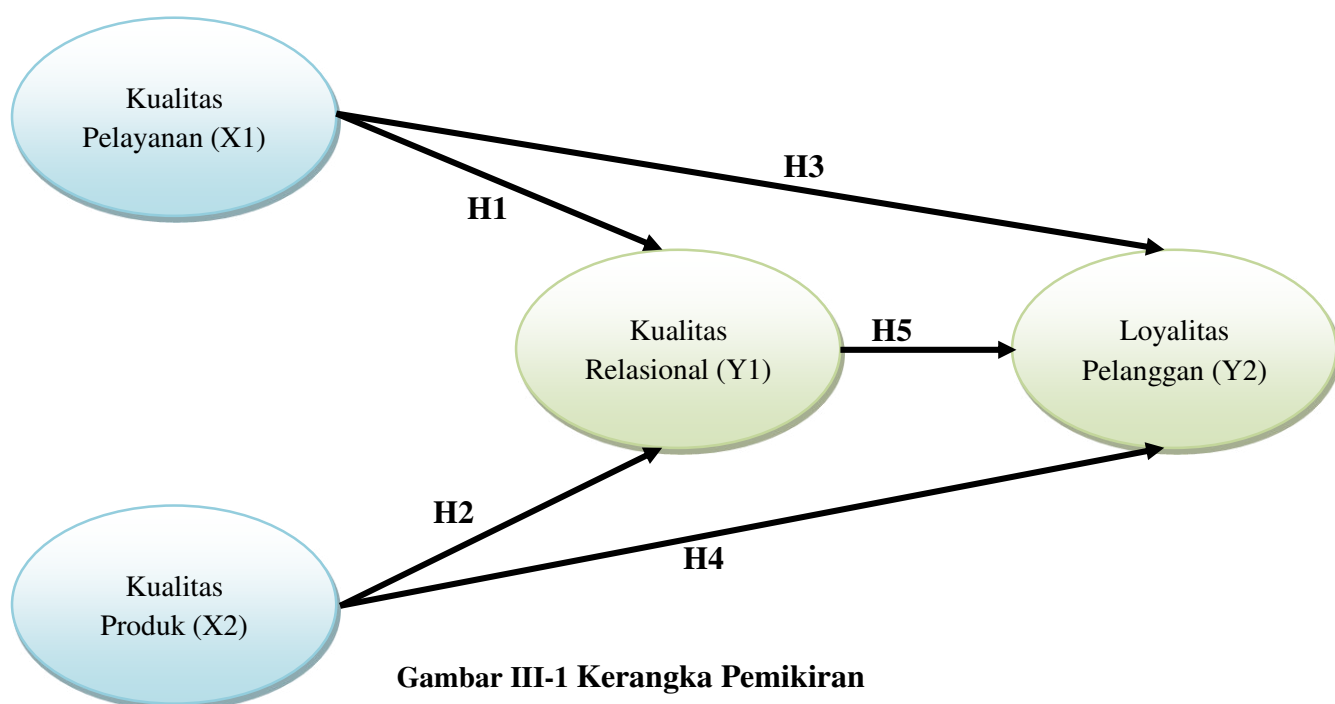 Kualitas
Pelayanan (X1)
H3
H1
Kualitas
Relasional (Y1)
H5
Loyalitas
Pelanggan (Y2)
H2
H4
Kualitas
Produk (X2)
Gambar III-1 Kerangka Pemikiran